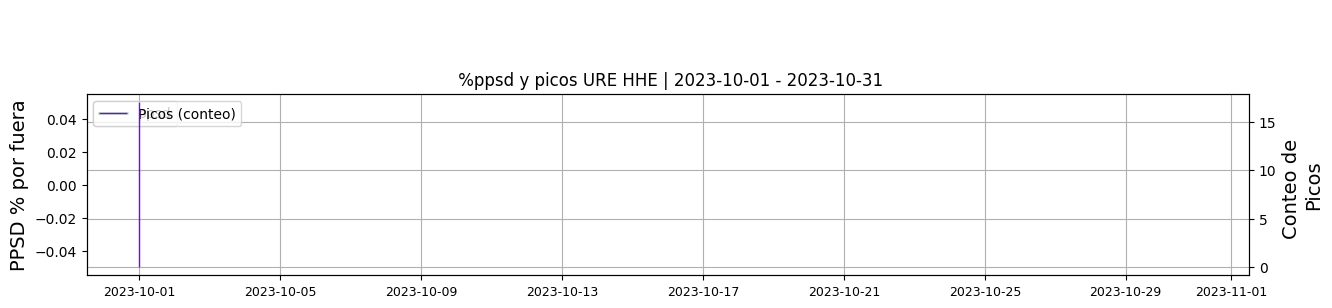 %ppsd y picos URE HHE | 2023-10-01 - 2023-10-31
PPSD % por fuera
0.04
0.02
0.00
−0.02
−0.04
Picos (conteo)
15
10
5
0
Conteo de
Picos
2023-10-01 2023-10-05 2023-10-09 2023-10-13 2023-10-17 2023-10-21 2023-10-25 2023-10-29 2023-11-01